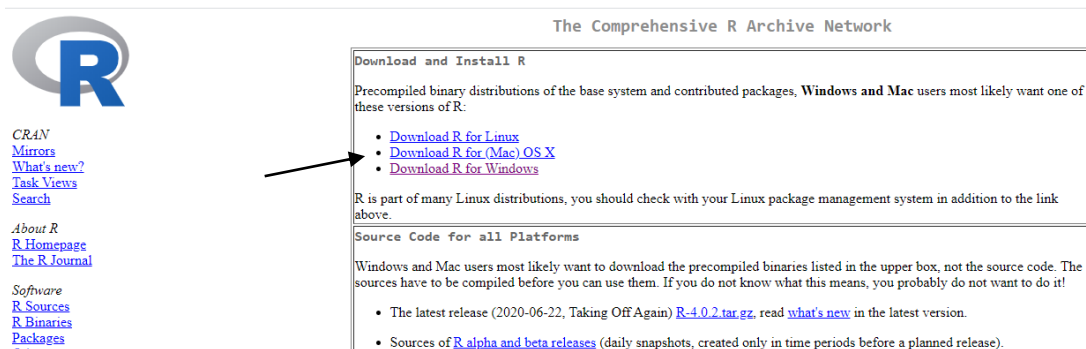 The Comprehensive R Archive Network
R
CRAN
Mirrors
What's new?
Task Views
Search
About R
R Homepage
The R Journal
Software
R Sources
R Binaries
Packages
Download and Install R
Precompiled binary distributions of the base system and contributed packages, Windows and Mac users most likely want one of
these versions of R:
• Download R for Linux
• Download R for (Mac) OS X
• Download R for Windows
R is part of many Linux distributions, you should check with your Linux package management system in addition to the link
above.
Source Code for all Platforms
Windows and Mac users most likely want to download the precompiled binaries listed in the upper box, not the source code. The
sources have to be compiled before you can use them. If you do not know what this means, you probably do not want to do it!
• The latest release (2020-06-22, Taking Off Again) R-4.0.2.tar.gz, read what's new in the latest version.
• Sources of R alpha and beta releases (daily snapshots, created only in time periods before a planned release).